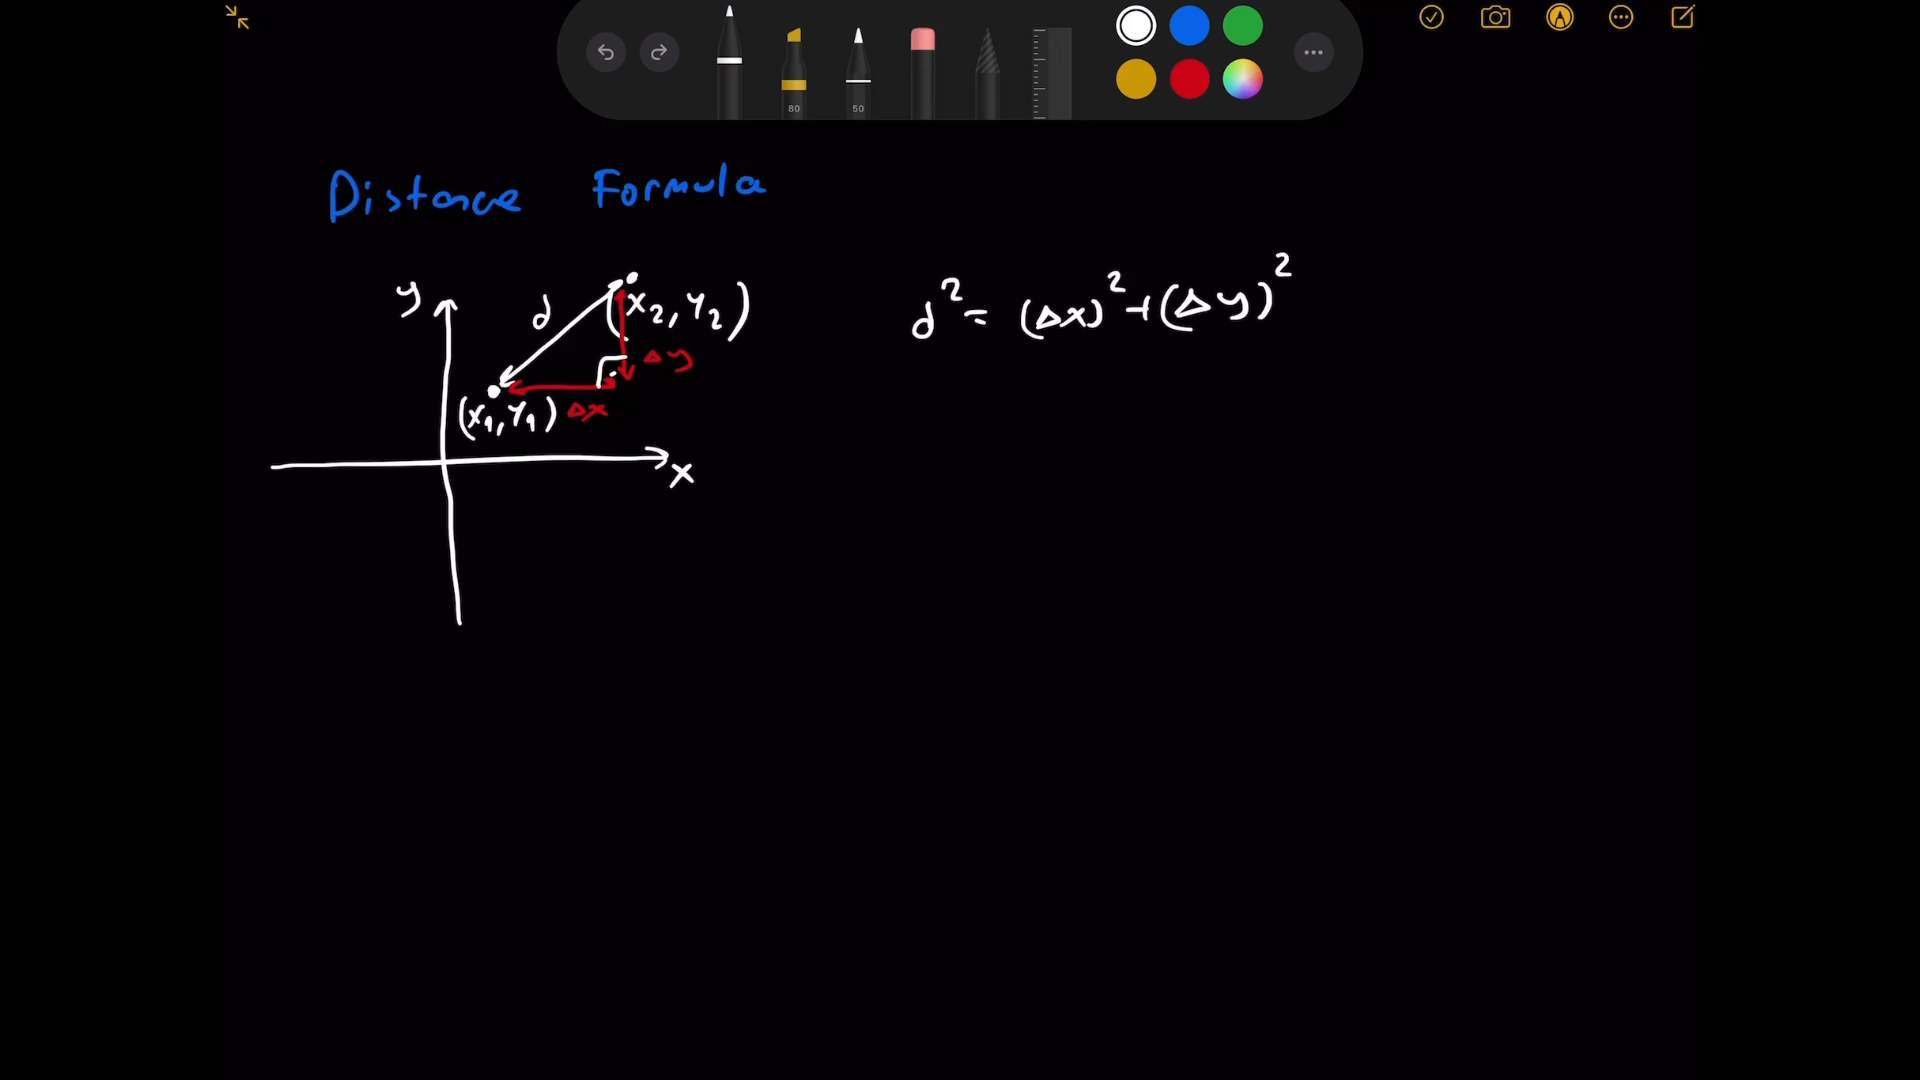 80
50
Distance Formula
y
d
(x₂, y₂)
d² = (Δx)² + (Δy)²
Δy
(x₁, y₁) Δx
x